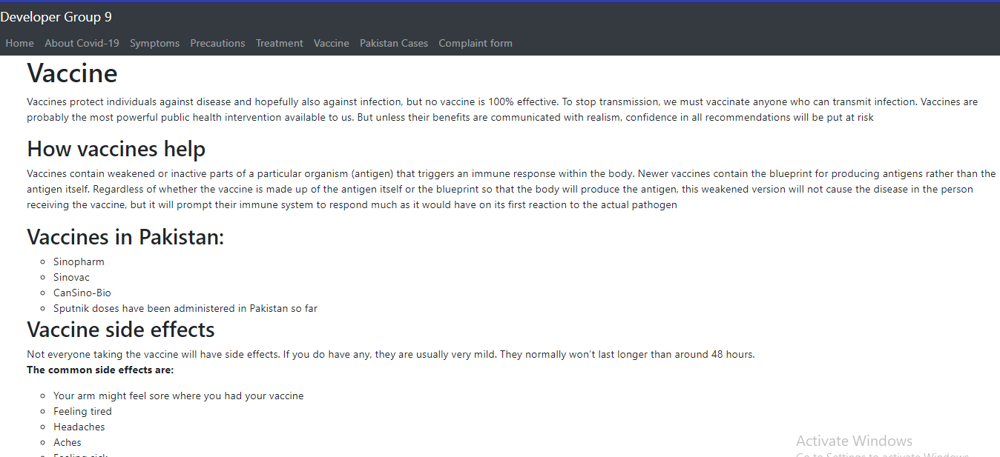 Developer Group 9
Home About Covid-19 Symptoms Precautions Treatment Vaccine Pakistan Cases Complaint form
Vaccine
Vaccines protect individuals against disease and hopefully also against infection, but no vaccine is 100% effective. To stop transmission, we must vaccinate anyone who can transmit infection. Vaccines are
probably the most powerful public health intervention available to us. But unless their benefits are communicated with realism, confidence in all recommendations will be put at risk
How vaccines help
Vaccines contain weakened or inactive parts of a particular organism (antigen) that triggers an immune response within the body. Newer vaccines contain the blueprint for producing antigens rather than the
antigen itself. Regardless of whether the vaccine is made up of the antigen itself or the blueprint so that the body will produce the antigen, this weakened version will not cause the disease in the person
receiving the vaccine, but it will prompt their immune system to respond much as it would have on its first reaction to the actual pathogen
Vaccines in Pakistan:
Sinopharm
Sinovac
CanSino-Bio
Sputnik doses have been administered in Pakistan so far
Vaccine side effects
Not everyone taking the vaccine will have side effects. If you do have any, they are usually very mild. They normally won't last longer than around 48 hours.
The common side effects are:
Your arm might feel sore where you had your vaccine
Feeling tired
Headaches
Aches
Feeling sick
Activate Windows
Go to Settings to activate Windows.